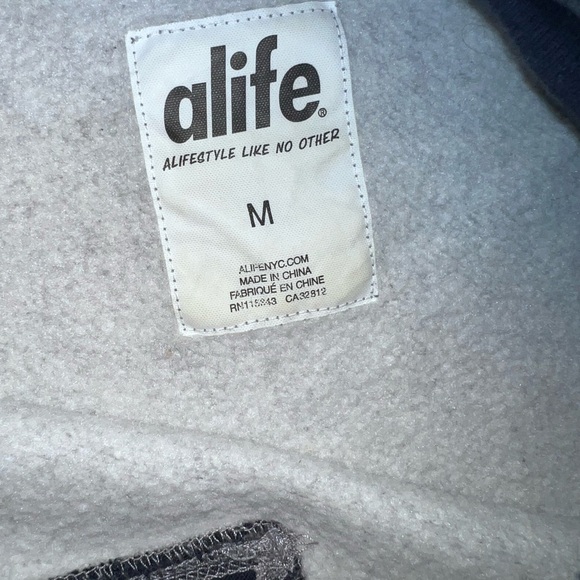 alife®
ALIFESTYLE LIKE NO OTHER
M
ALIFENYC.COM
MADE IN CHINA
FABRIQUÉ EN CHINE
RN115843 CA32812